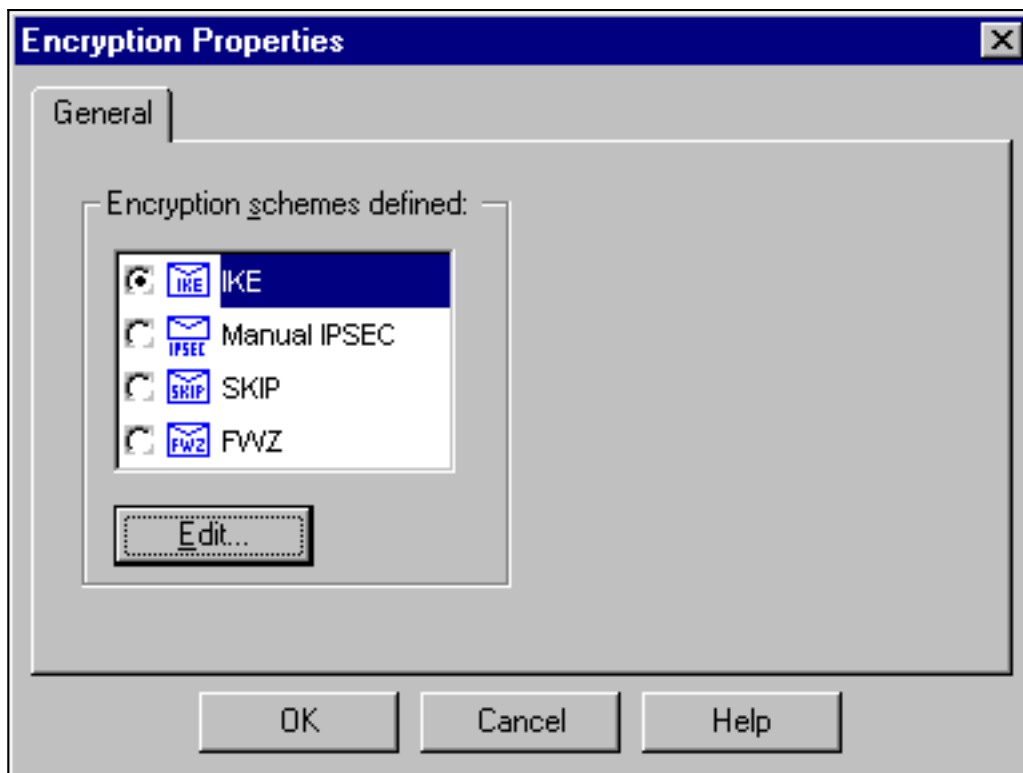 Encryption Properties
General
Encryption schemes defined:
IKE IKE
IPSEC Manual IPSEC
SKIP SKIP
FWZ FWZ
Edit...
OK Cancel Help